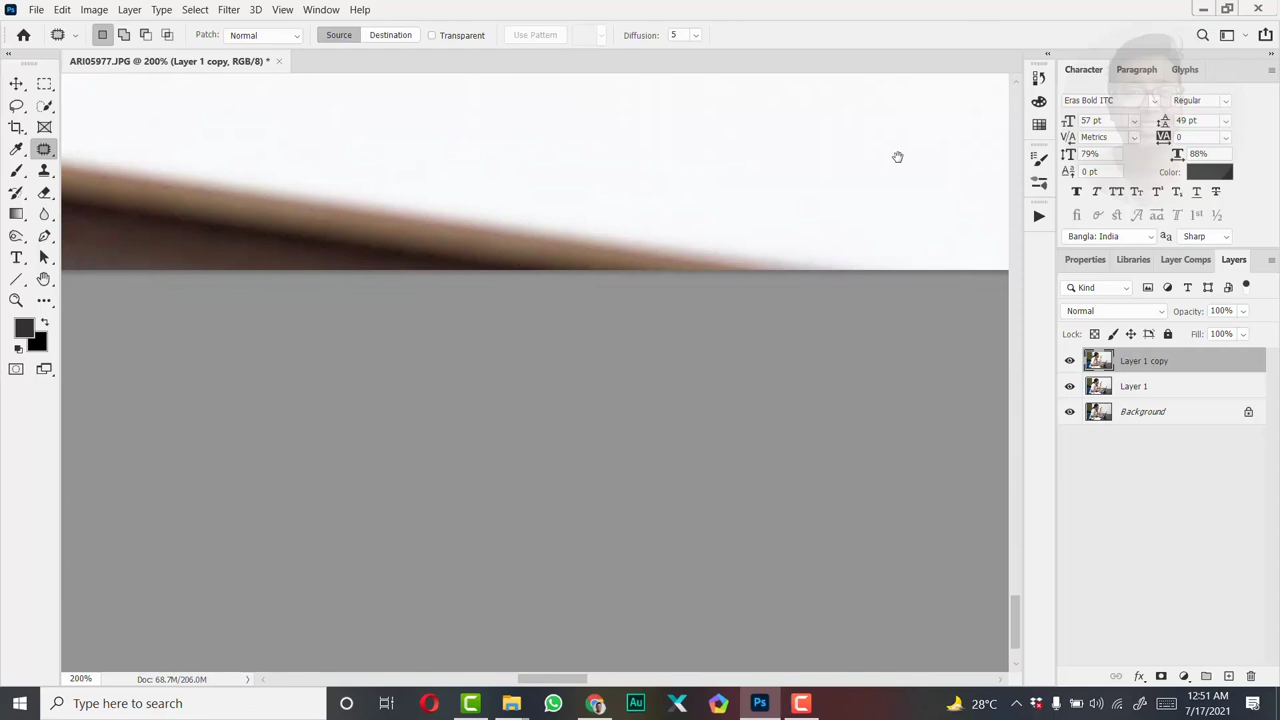 Ps File Edit Image Layer Type Select Filter 3D View Window Help
Patch: Normal Source Destination Transparent Use Pattern Diffusion: 5
ARI05977.JPG @ 200% (Layer 1 copy, RGB/8) *
Character Paragraph Glyphs
Eras Bold ITC Regular
57 pt 49 pt
Metrics 0
79% 88%
0 pt Color:
Bangla: India Sharp
Properties Libraries Layer Comps Layers
Kind
Normal Opacity: 100%
Lock: Fill: 100%
Layer 1 copy
Layer 1
Background
200% Doc: 68.7M/206.0M
Type here to search
Au
Ps
28°C
12:51 AM
7/17/2021